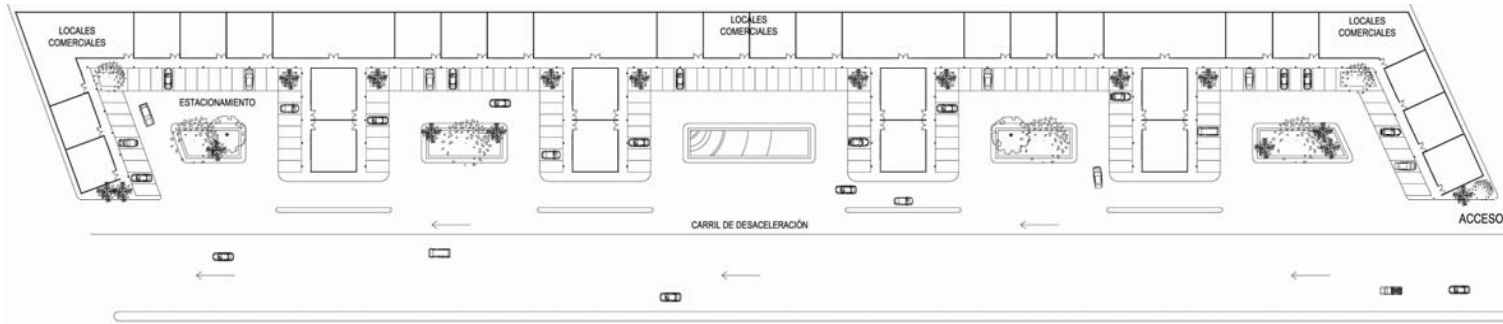 LOCALES
COMERCIALES
LOCALES
COMERCIALES
LOCALES
COMERCIALES
ESTACIONAMIENTO
CARRIL DE DESACELERACIÓN
ACCESO